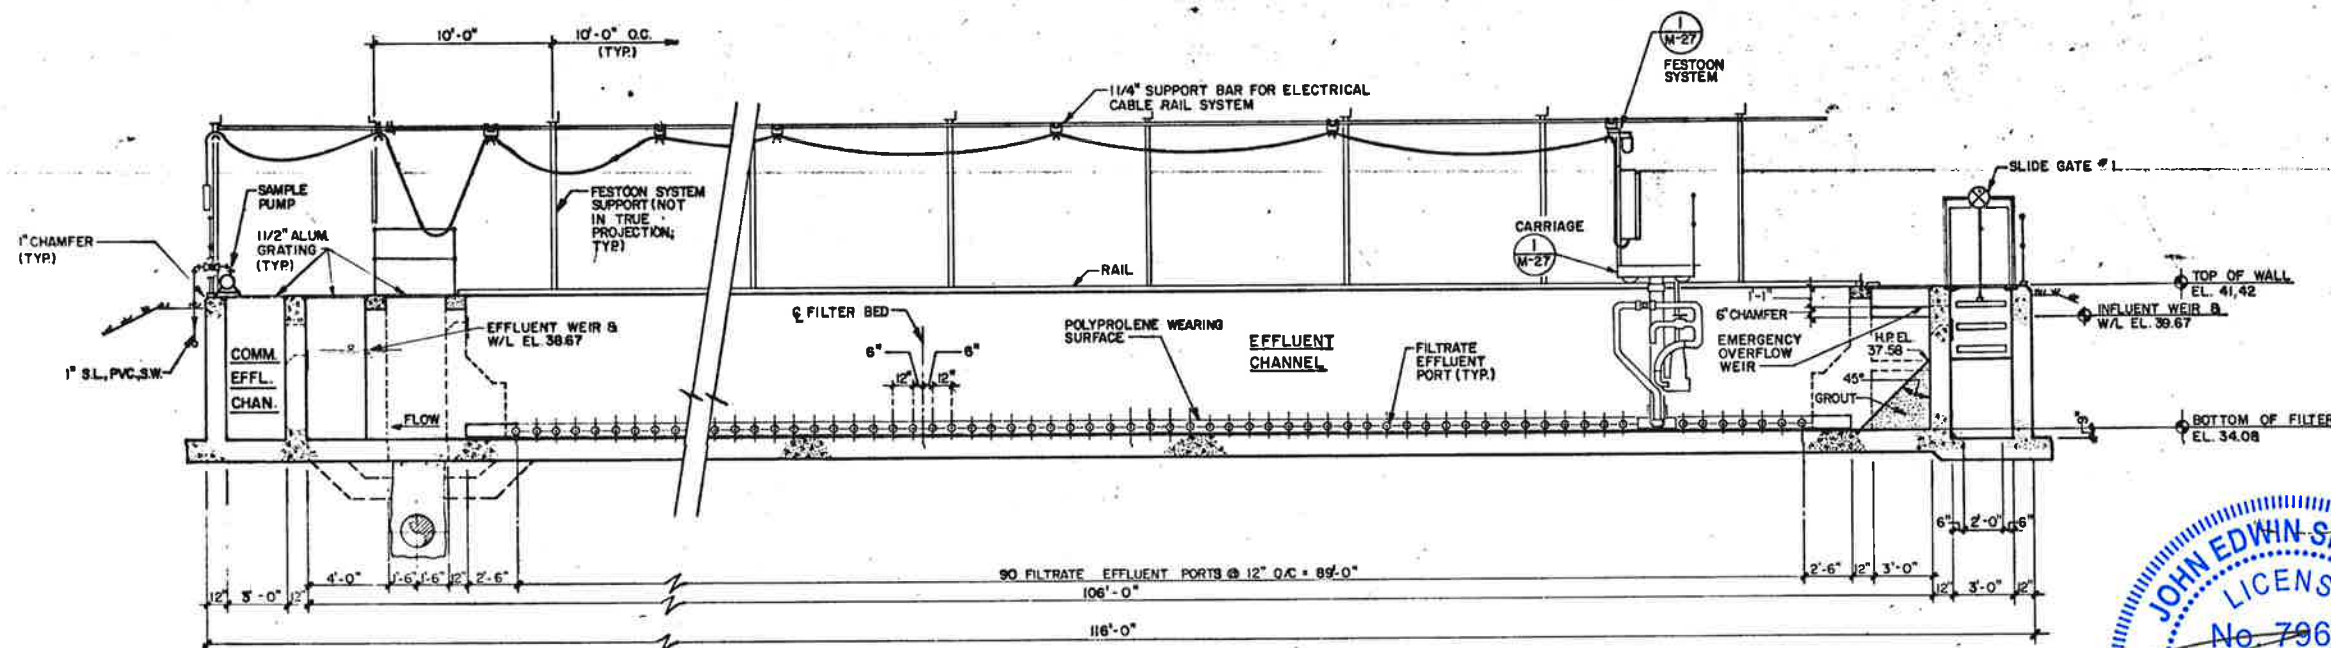 10'-0"
10'-0" O.C.
(TYP.)
1
M-27
FESTOON
SYSTEM
1 1/4" SUPPORT BAR FOR ELECTRICAL
CABLE RAIL SYSTEM
SLIDE GATE #1
SAMPLE
PUMP
FESTOON SYSTEM
SUPPORT (NOT
IN TRUE
PROJECTION;
TYP.)
1" CHAMFER
(TYP.)
1 1/2" ALUM.
GRATING
(TYP.)
CARRIAGE
1
M-27
RAIL
TOP OF WALL
EL. 41.42
1'-1"
6" CHAMFER
INFLUENT WEIR &
W/L EL. 39.67
EFFLUENT WEIR &
W/L EL. 38.67
℄ FILTER BED
POLYPROLENE WEARING
SURFACE
EFFLUENT
CHANNEL
EMERGENCY
OVERFLOW
WEIR
H.P. EL.
37.58
COMM.
EFFL.
CHAN.
6"
6"
12"
12"
FILTRATE
EFFLUENT
PORT (TYP.)
45°
GROUT
1" S.L., PVC, S.W.
FLOW
BOTTOM OF FILTER
EL. 34.08
6"
2'-0"
6"
4'-0"
1'-6"
1'-6"
12"
2'-6"
90 FILTRATE EFFLUENT PORTS @ 12" O/C = 89'-0"
2'-6"
12"
3'-0"
12"
3'-0"
12"
106'-0"
12"
3'-0"
12"
116'-0"
JOHN EDWIN
LICENS
No. 796